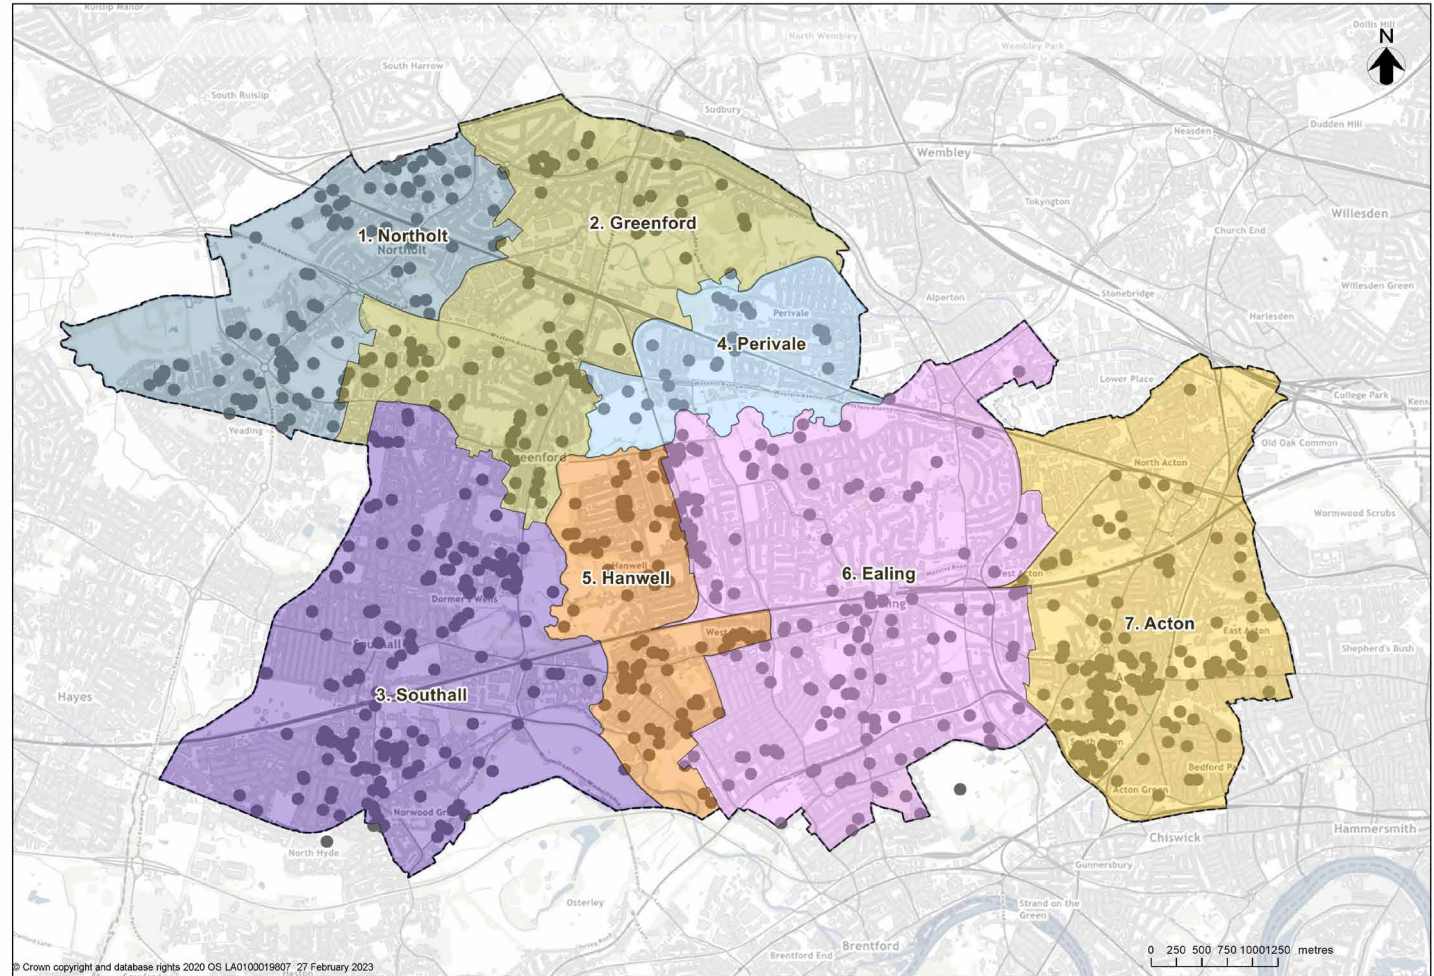 Ruislip Manor
Dollis Hill
North Wembley
Wembley Park
N
South Harrow
South Ruislip
Sudbury
Neasden
Dudden Hill
Wembley
Tokyngton
Willesden
2. Greenford
Church End
1. Northolt
Northolt
Willesden Green
Alperton
Stonebridge
Perivale
Harlesden
4. Perivale
Lower Place
College Park
Kens
Yeading
Old Oak Common
North Acton
eenford
Wormwood Scrubs
Hanwell
5. Hanwell
6. Ealing
West Acton
Dormer's Wells
ing
7. Acton
East Acton
West
Southall
Shepherd's Bush
Hayes
3. Southall
Bedford Park
Acton Green
Norwood Gr
Hammersmith
Chiswick
North Hyde
Gunnersbury
Osterley
Strand on the
Green
Brentford
Brentford End
0 250 500 750 1000 1250 metres
© Crown copyright and database rights 2020 OS LA0100019807 27 February 2023